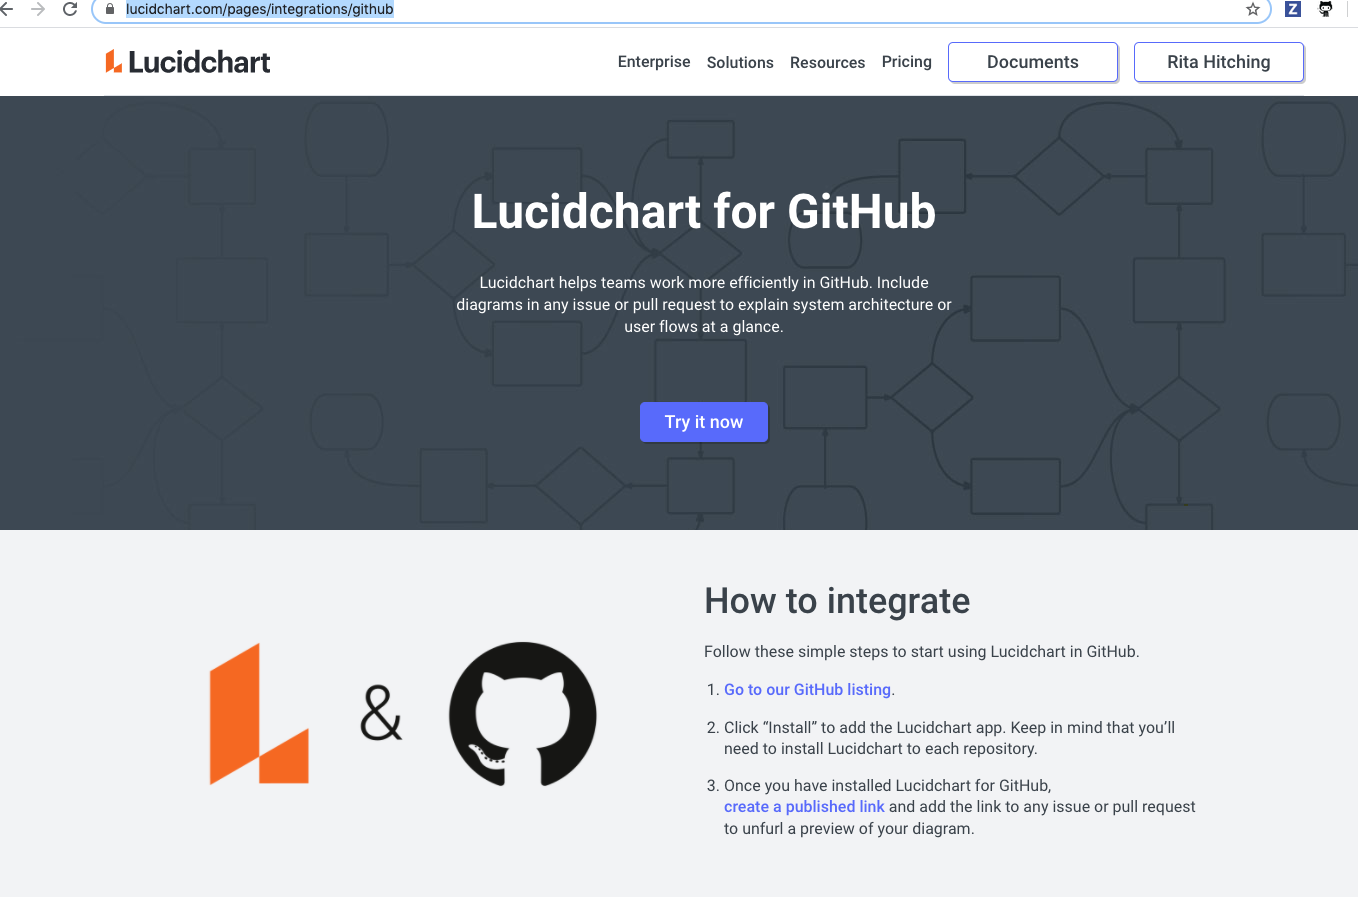 lucidchart.com/pages/integrations/github
Z
Lucidchart
Enterprise Solutions Resources Pricing Documents Rita Hitching
Lucidchart for GitHub
Lucidchart helps teams work more efficiently in GitHub. Include
diagrams in any issue or pull request to explain system architecture or
user flows at a glance.
Try it now
&
How to integrate
Follow these simple steps to start using Lucidchart in GitHub.
1. Go to our GitHub listing.
2. Click “Install” to add the Lucidchart app. Keep in mind that you’ll
need to install Lucidchart to each repository.
3. Once you have installed Lucidchart for GitHub,
create a published link and add the link to any issue or pull request
to unfurl a preview of your diagram.